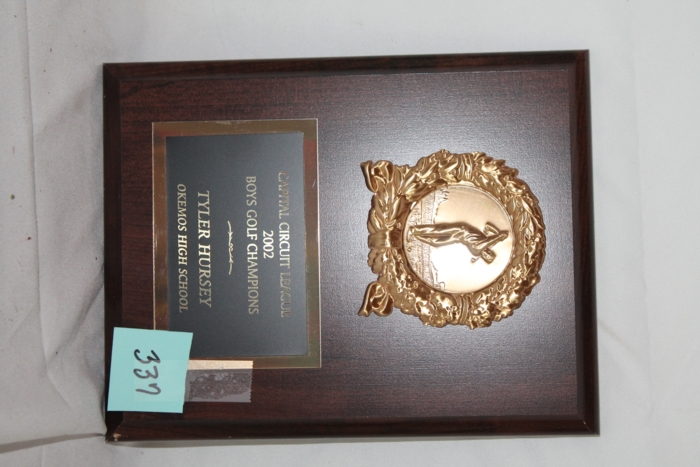 CAPITAL CIRCUIT LEAGUE
2002
BOYS GOLF CHAMPIONS
TYLER HURSEY
OKEMOS HIGH SCHOOL
337